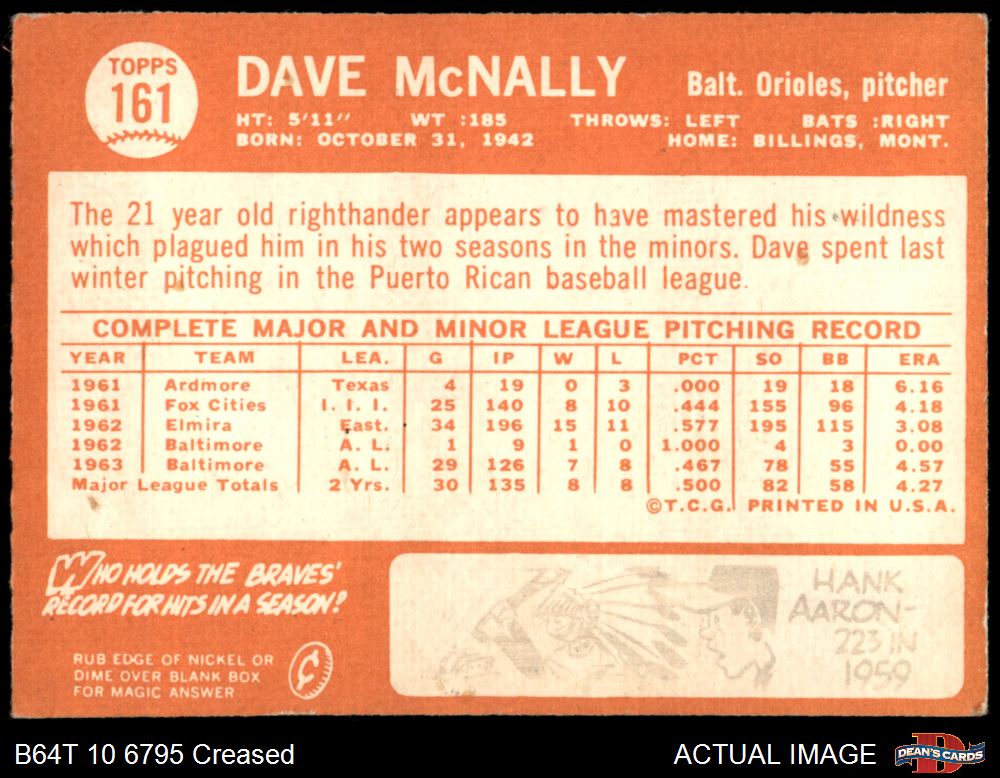 TOPPS
161
DAVE McNALLY
Balt. Orioles, pitcher
HT: 5'11" WT :185 THROWS: LEFT BATS :RIGHT
BORN: OCTOBER 31, 1942 HOME: BILLINGS, MONT.
The 21 year old righthander appears to have mastered his wildness
which plagued him in his two seasons in the minors. Dave spent last
winter pitching in the Puerto Rican baseball league.
COMPLETE MAJOR AND MINOR LEAGUE PITCHING RECORD
YEAR TEAM LEA. G IP W L PCT SO BB ERA
1961 Ardmore Texas 4 19 0 3 .000 19 18 6.16
1961 Fox Cities I. I. I. 25 140 8 10 .444 155 96 4.18
1962 Elmira East. 34 196 15 11 .577 195 115 3.08
1962 Baltimore A. L. 1 9 1 0 1.000 4 3 0.00
1963 Baltimore A. L. 29 126 7 8 .467 78 55 4.57
Major League Totals 2 Yrs. 30 135 8 8 .500 82 58 4.27
©T.C.G. PRINTED IN U.S.A.
WHO HOLDS THE BRAVES'
RECORD FOR HITS IN A SEASON?
RUB EDGE OF NICKEL OR
DIME OVER BLANK BOX
FOR MAGIC ANSWER
HANK
AARON-
223 IN
1959
B64T 10 6795 Creased
ACTUAL IMAGE
DEAN'S CARDS